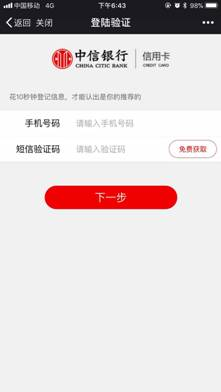 中国移动 4G 下午6:43
返回 关闭 登陆验证
中信银行 信用卡
CHINA CITIC BANK CREDIT CARD
花10秒钟登记信息，才能认出是你的推荐的
手机号码 请输入手机号码
短信验证码 请输入验证码 免费获取
下一步